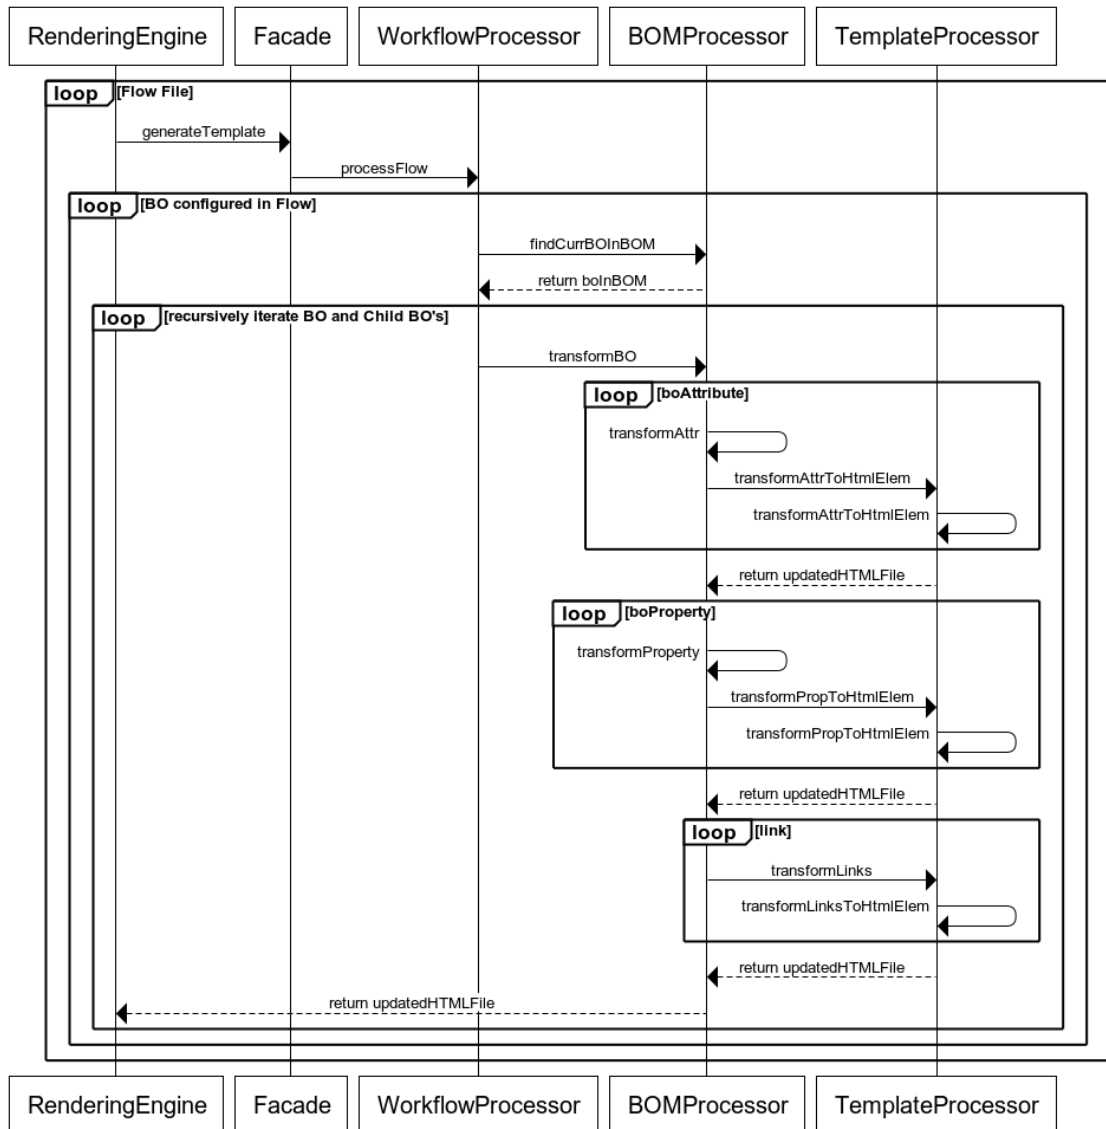 RenderingEngine Facade WorkflowProcessor BOMProcessor TemplateProcessor
loop [Flow File]
generateTemplate
processFlow
loop [BO configured in Flow]
findCurrBOInBOM
return boInBOM
loop [recursively iterate BO and Child BO's]
transformBO
loop [boAttribute]
transformAttr
transformAttrToHtmlElem
transformAttrToHtmlElem
return updatedHTMLFile
loop [boProperty]
transformProperty
transformPropToHtmlElem
transformPropToHtmlElem
return updatedHTMLFile
loop [link]
transformLinks
transformLinksToHtmlElem
return updatedHTMLFile
return updatedHTMLFile
RenderingEngine Facade WorkflowProcessor BOMProcessor TemplateProcessor